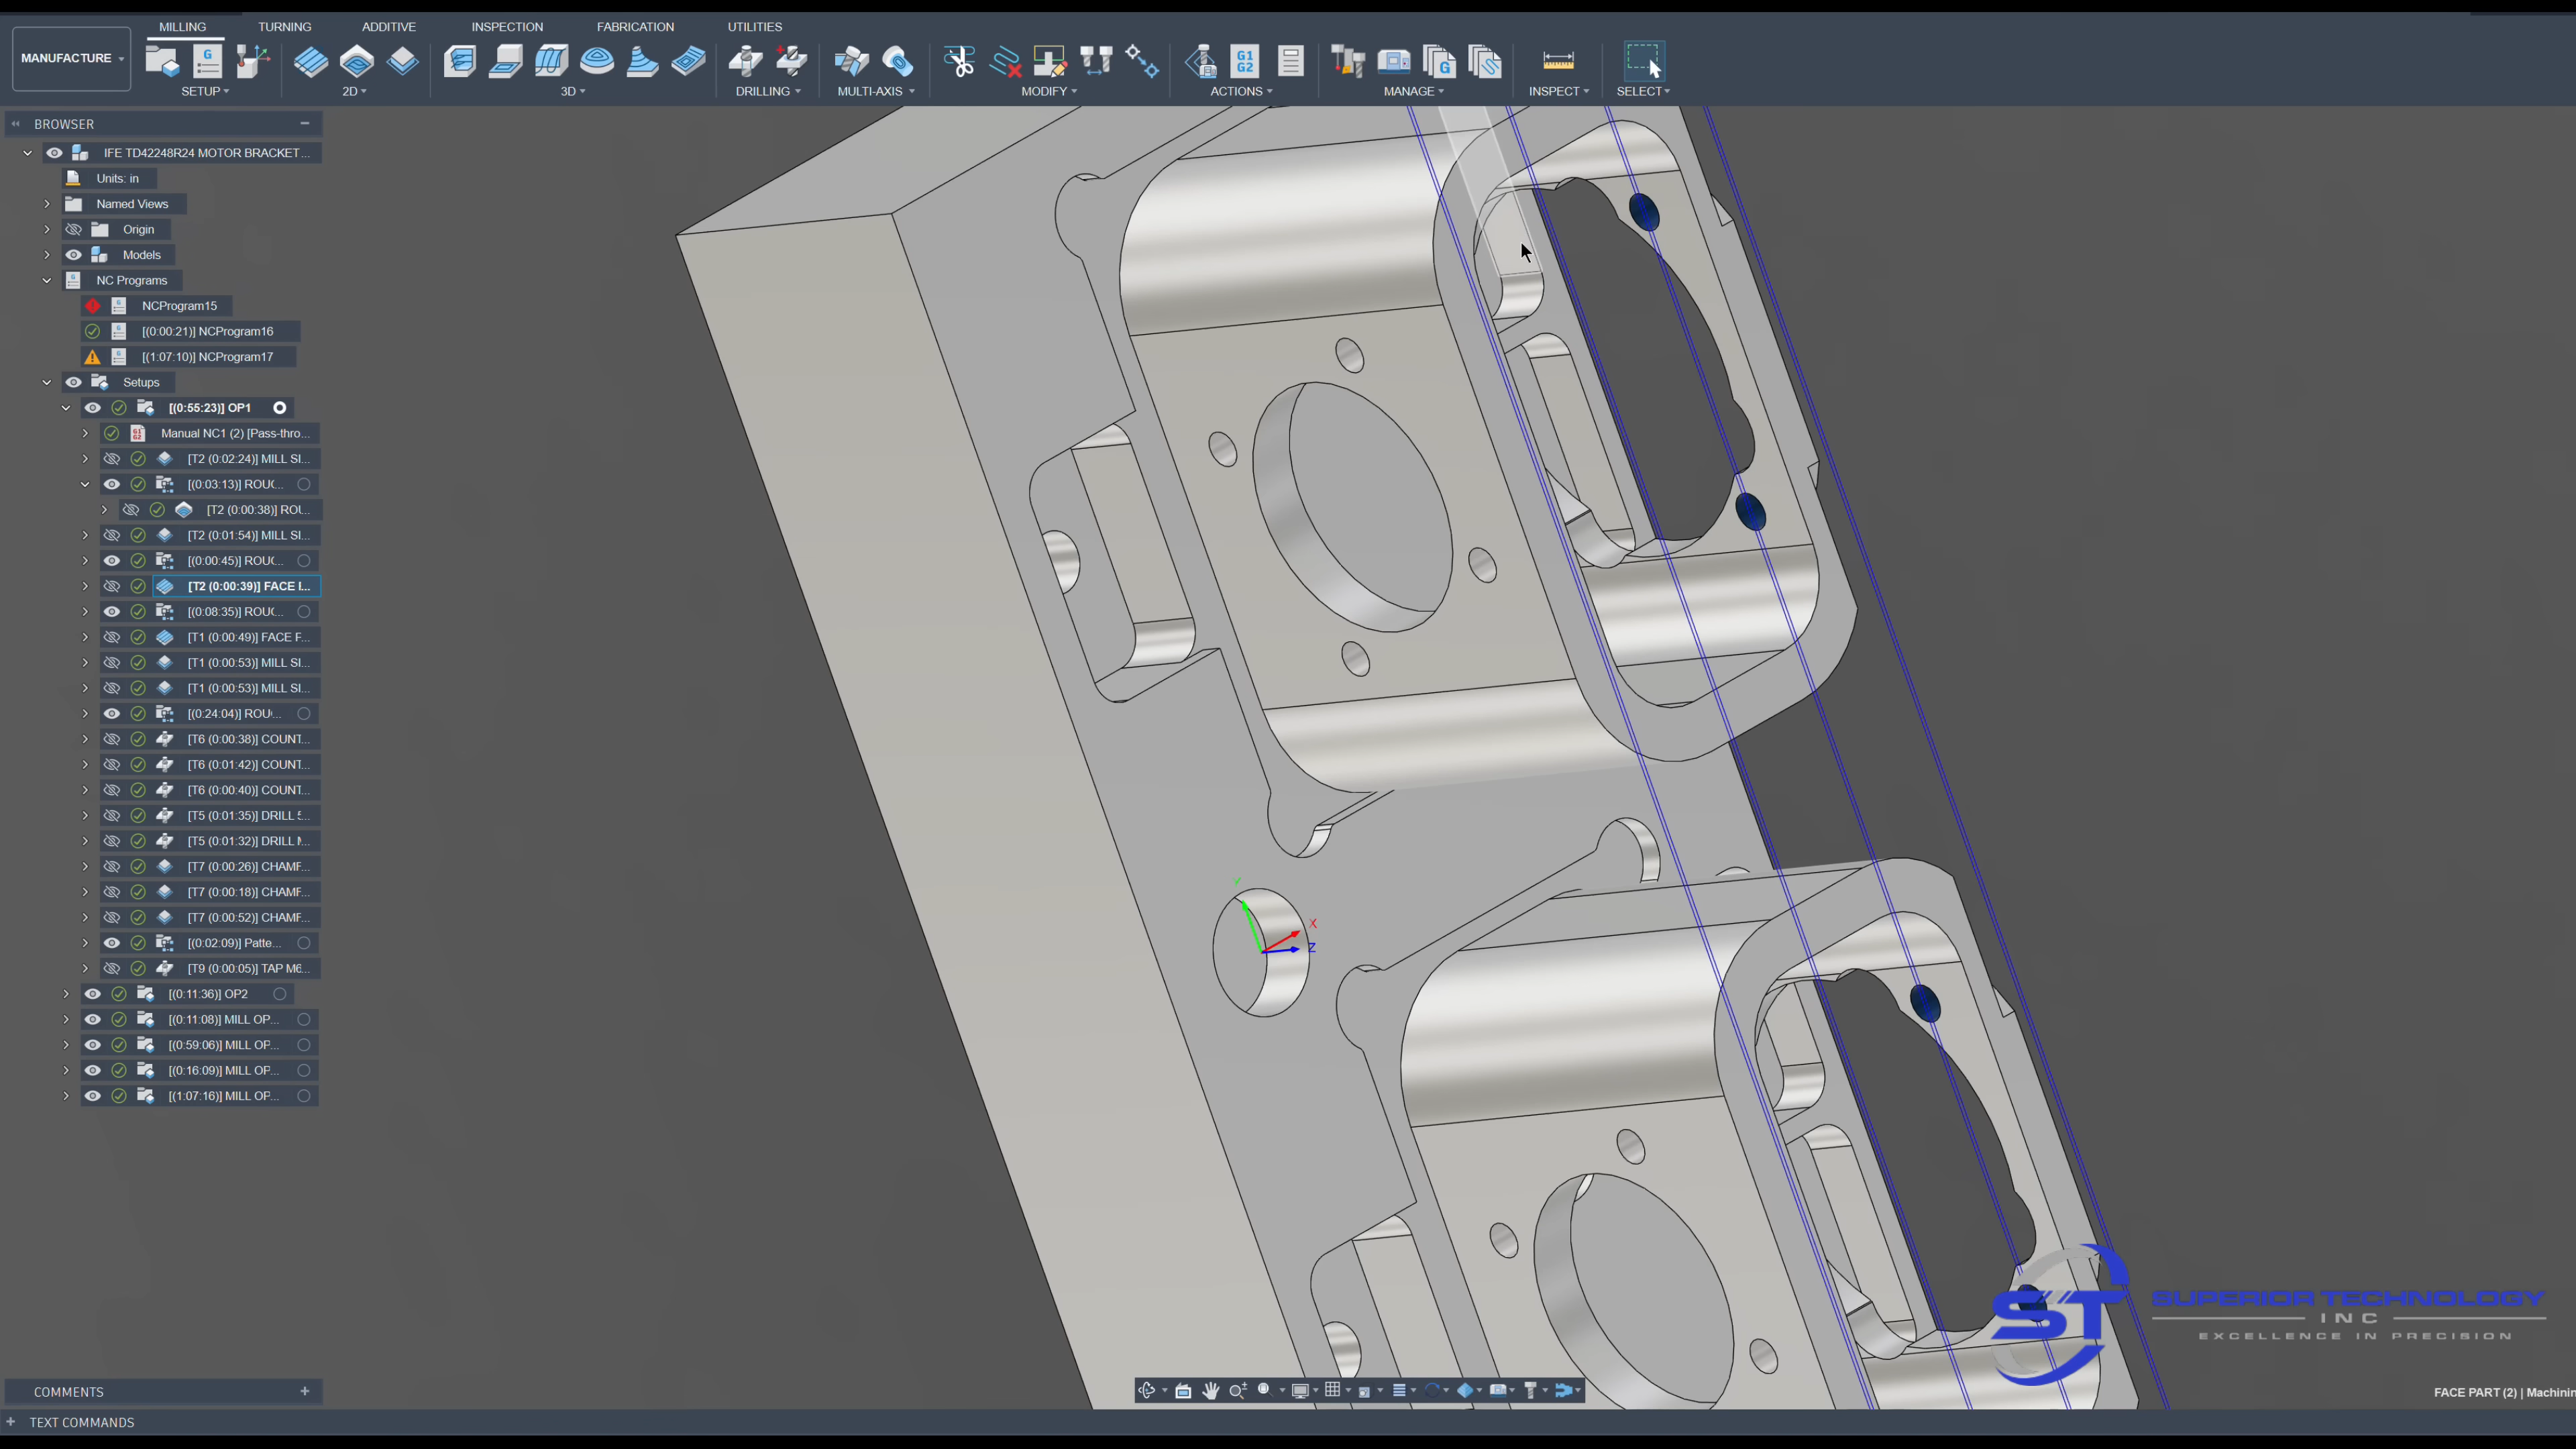 MILLING TURNING ADDITIVE INSPECTION FABRICATION UTILITIES
MANUFACTURE
G G1 G2 G
SETUP 2D 3D DRILLING MULTI-AXIS MODIFY ACTIONS MANAGE INSPECT SELECT
BROWSER
IFE TD42248R24 MOTOR BRACKET...
Units: in
Named Views
Origin
Models
NC Programs
NCProgram15
[(0:00:21)] NCProgram16
[(1:07:10)] NCProgram17
Setups
[(0:55:23)] OP1
Manual NC1 (2) [Pass-thro...
[T2 (0:02:24)] MILL SI...
[(0:03:13)] ROU(...
[T2 (0:00:38)] ROU...
[T2 (0:01:54)] MILL SI...
[(0:00:45)] ROU(...
[T2 (0:00:39)] FACE I...
[(0:08:35)] ROU(...
[T1 (0:00:49)] FACE F...
[T1 (0:00:53)] MILL SI...
[T1 (0:00:53)] MILL SI...
[(0:24:04)] ROU(...
[T6 (0:00:38)] COUNT...
[T6 (0:01:42)] COUNT...
[T6 (0:00:40)] COUNT...
[T5 (0:01:35)] DRILL 5...
[T5 (0:01:32)] DRILL M...
[T7 (0:00:26)] CHAMF...
[T7 (0:00:18)] CHAMF...
[T7 (0:00:52)] CHAMF...
[(0:02:09)] Patte...
[T9 (0:00:05)] TAP M6...
[(0:11:36)] OP2
[(0:11:08)] MILL OP...
[(0:59:06)] MILL OP...
[(0:16:09)] MILL OP...
[(1:07:16)] MILL OP...
X
Z
ST SUPERIOR TECHNOLOGY
INC
EXCELLENCE IN PRECISION
COMMENTS
FACE PART (2) | Machinin
TEXT COMMANDS